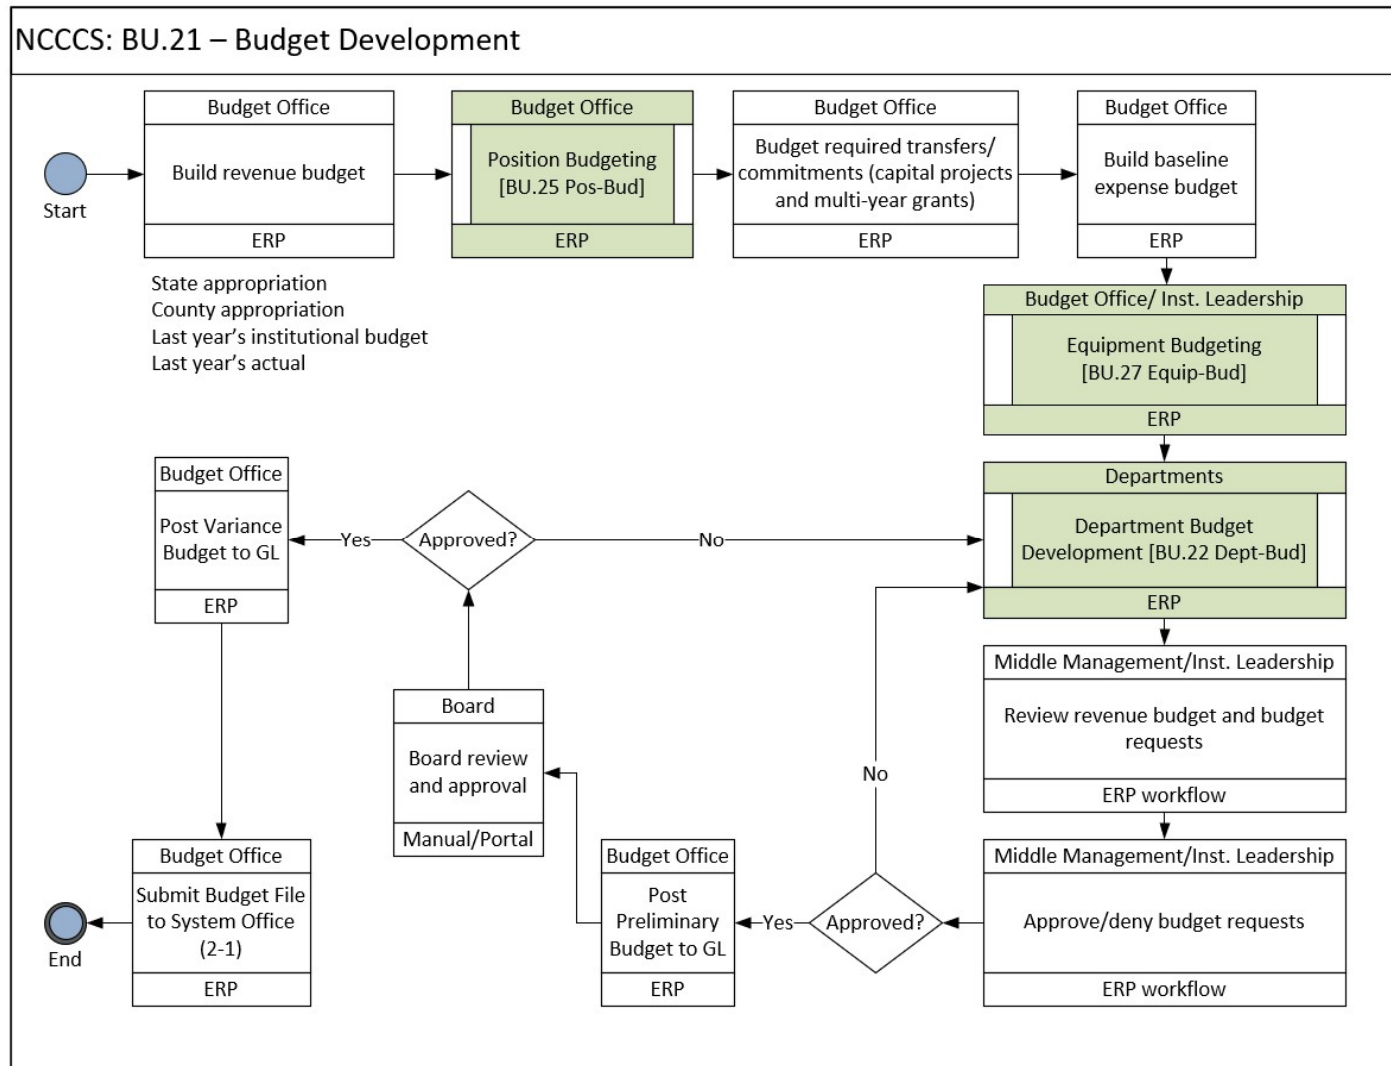 NCCCS: BU.21 – Budget Development
Start
Budget Office
Build revenue budget
ERP
State appropriation
County appropriation
Last year's institutional budget
Last year's actual
Budget Office
Position Budgeting
[BU.25 Pos-Bud]
ERP
Budget Office
Budget required transfers/
commitments (capital projects
and multi-year grants)
ERP
Budget Office
Build baseline
expense budget
ERP
Budget Office/ Inst. Leadership
Equipment Budgeting
[BU.27 Equip-Bud]
ERP
Departments
Department Budget
Development [BU.22 Dept-Bud]
ERP
Middle Management/Inst. Leadership
Review revenue budget and budget
requests
ERP workflow
Middle Management/Inst. Leadership
Approve/deny budget requests
ERP workflow
Approved?
No
Yes
Budget Office
Post
Preliminary
Budget to GL
ERP
Board
Board review
and approval
Manual/Portal
Approved?
No
Yes
Budget Office
Post Variance
Budget to GL
ERP
Budget Office
Submit Budget File
to System Office
(2-1)
ERP
End